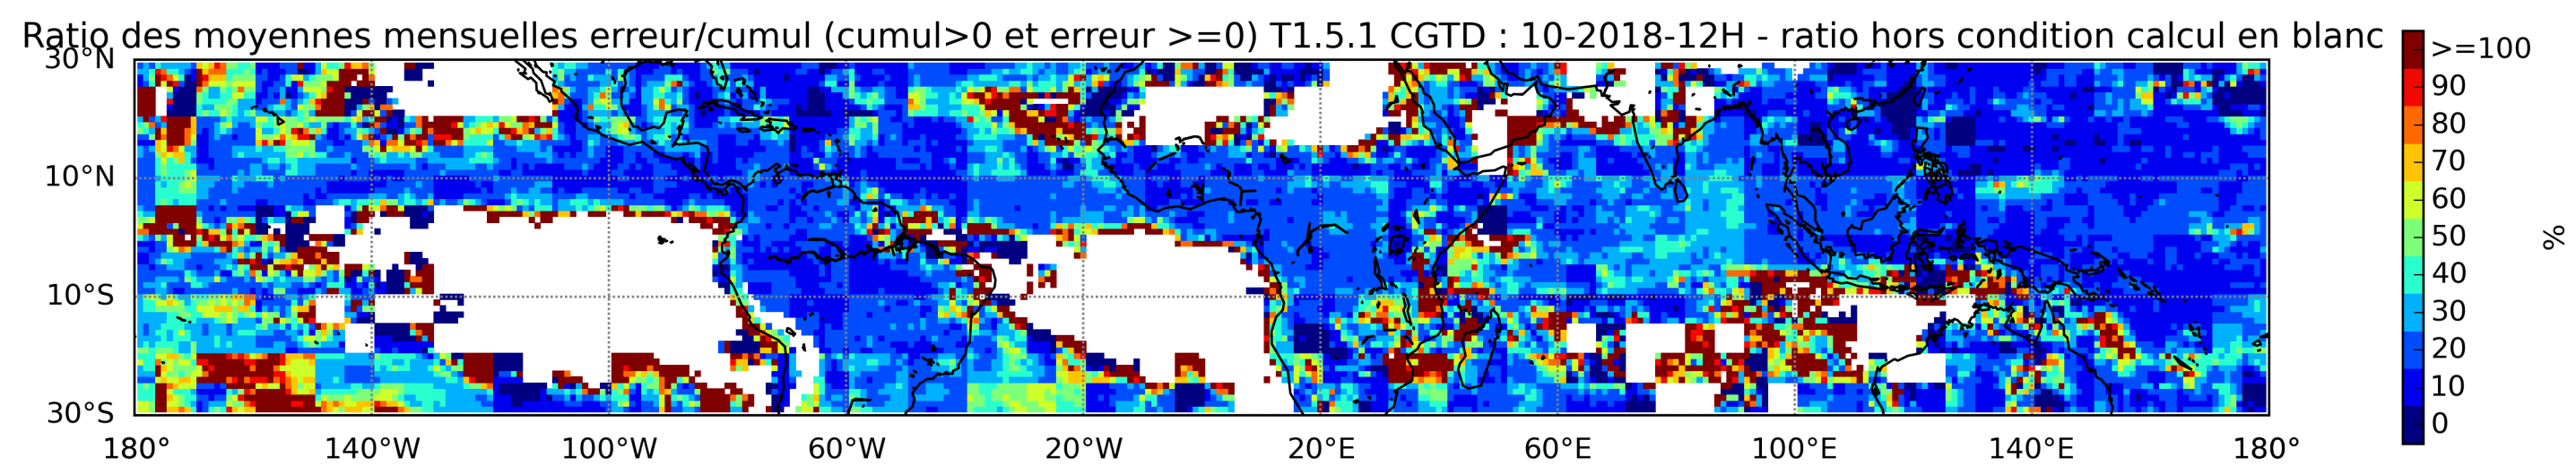 Ratio des moyennes mensuelles erreur/cumul (cumul>0 et erreur >=0) T1.5.1 CGTD : 10-2018-12H - ratio hors condition calcul en blanc
30°N
10°N
10°S
30°S
180° 140°W 100°W 60°W 20°W 20°E 60°E 100°E 140°E 180°
>=100
90
80
70
60
50
40
30
20
10
0
%